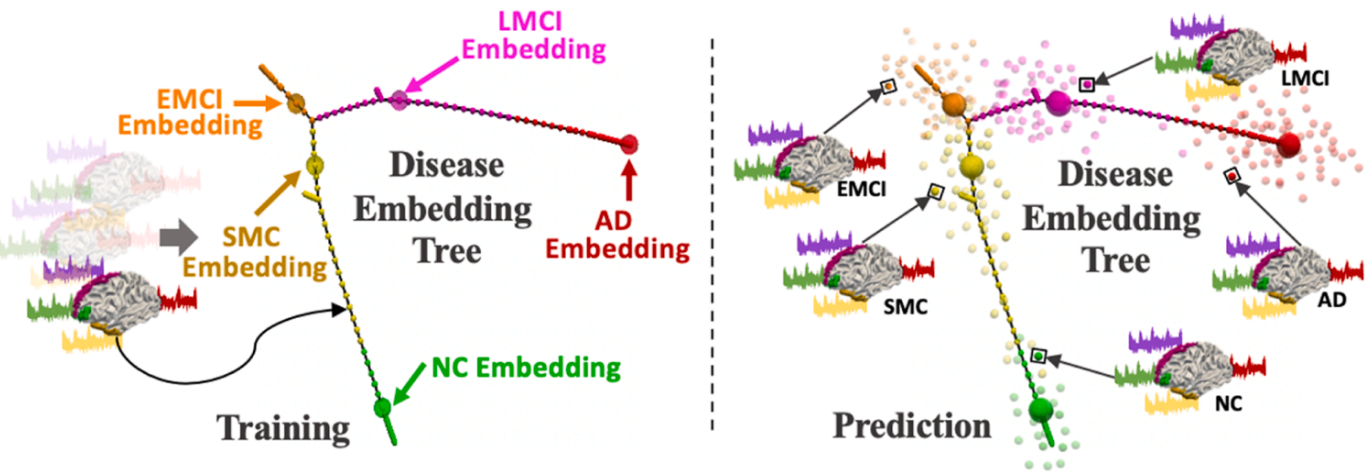 LMCI
Embedding
EMCI
Embedding
Disease
Embedding
Tree
SMC
Embedding
AD
Embedding
NC Embedding
Training
LMCI
EMCI
Disease
Embedding
Tree
SMC
AD
NC
Prediction